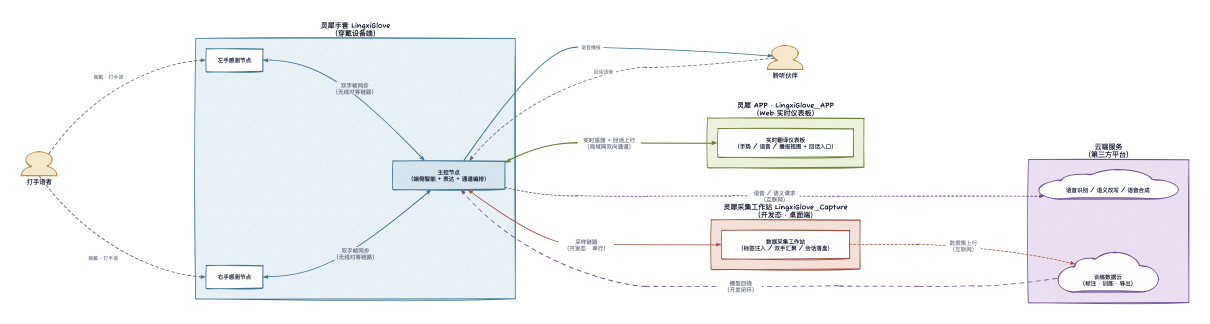 灵犀手套 LingxiGlove
(穿戴设备端)
左手感测节点
佩戴 · 打手语
双手帧同步
(无线对等链路)
打手语者
主控节点
(端侧智能 + 表达 + 通道编排)
双手帧同步
(无线对等链路)
佩戴 · 打手语
右手感测节点
语音播报
回话语音
聆听伙伴
灵犀 APP · LingxiGlove_APP
(Web 实时仪表板)
实时遥测 + 回话上行
(局域网双向通道)
实时翻译仪表板
(手势 / 语音 / 播报视图 + 回话入口)
语音 / 语义请求
(互联网)
灵犀采集工作站 LingxiGlove_Capture
(开发态 · 桌面端)
采样链路
(开发态 · 串行)
数据采集工作站
(标签注入 / 双手汇聚 / 会话落盘)
数据集上行
(互联网)
模型回烧
(开发闭环)
云端服务
(第三方平台)
语音识别 / 语义改写 / 语音合成
训练数据云
(标注 · 训练 · 导出)